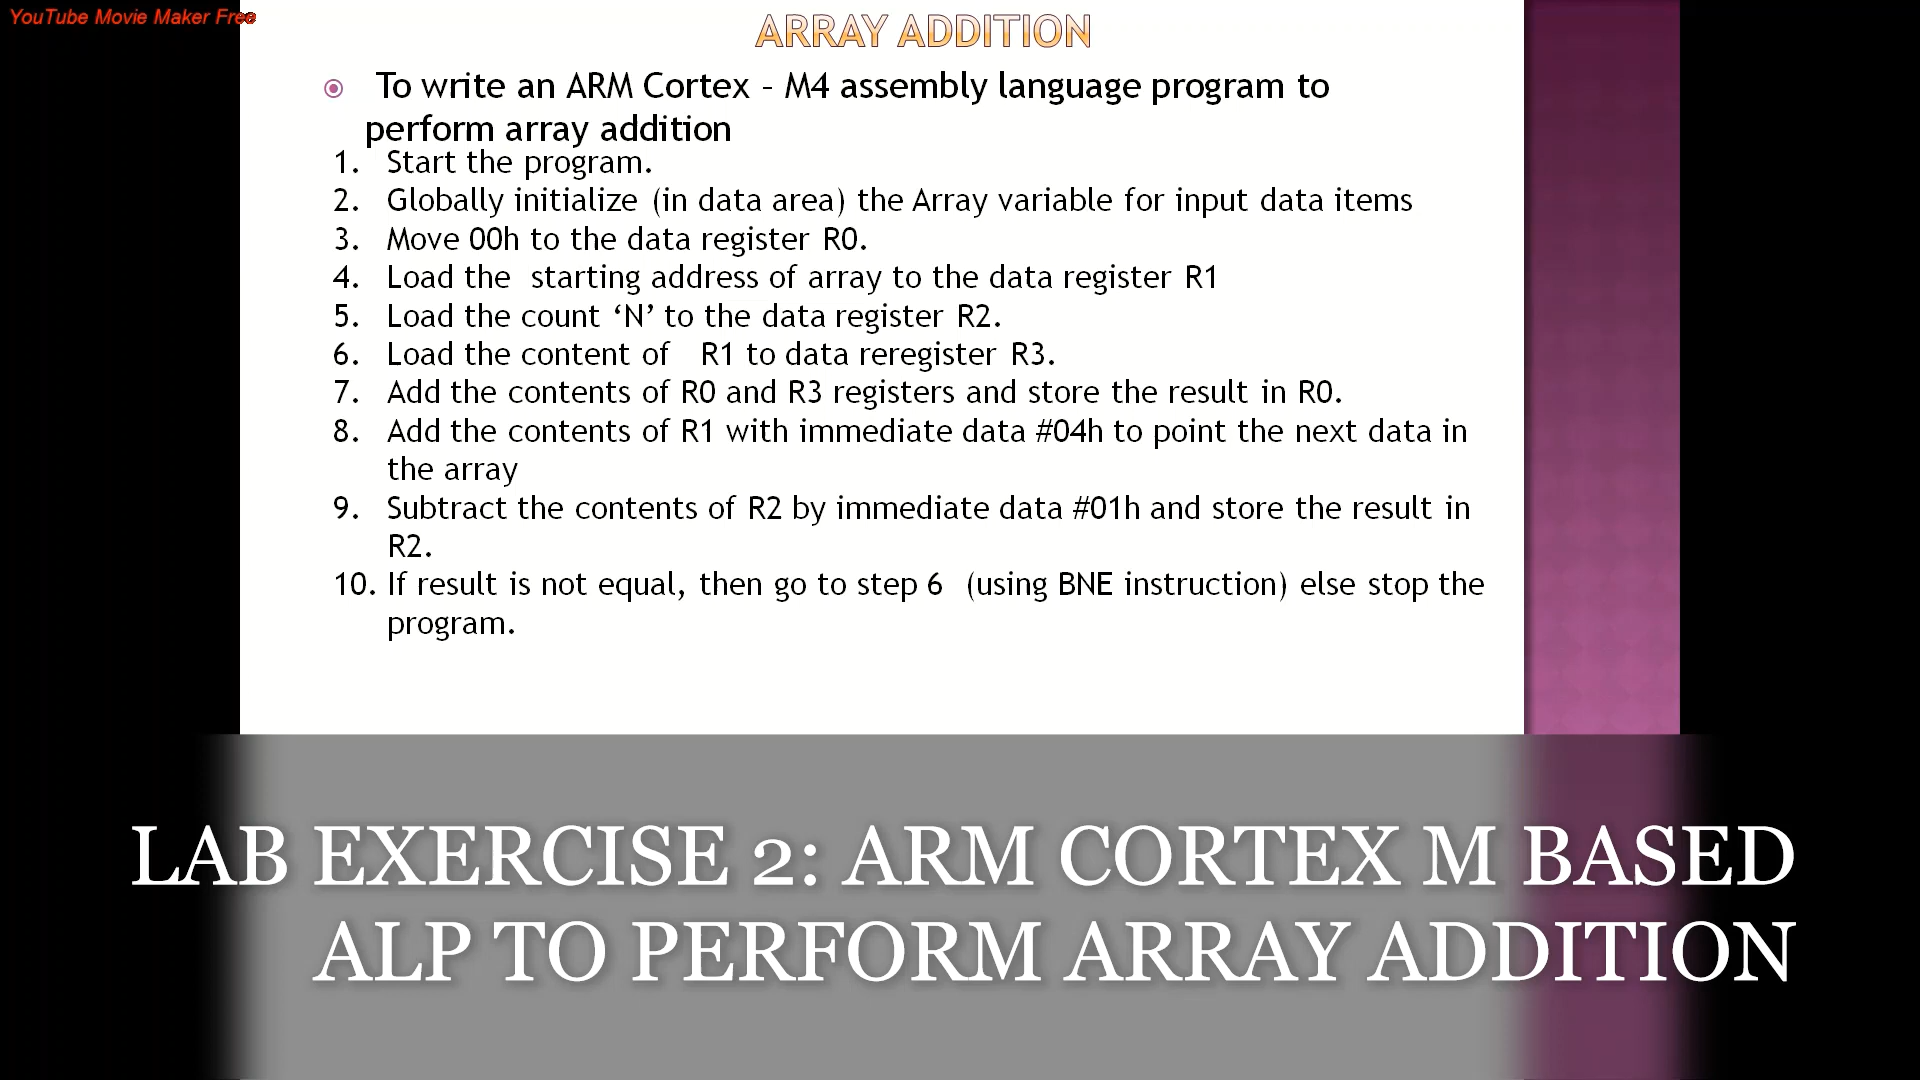 YouTube Movie Maker Free
ARRAY ADDITION
To write an ARM Cortex – M4 assembly language program to
perform array addition
1. Start the program.
2. Globally initialize (in data area) the Array variable for input data items
3. Move 00h to the data register R0.
4. Load the starting address of array to the data register R1
5. Load the count ‘N’ to the data register R2.
6. Load the content of R1 to data reregister R3.
7. Add the contents of R0 and R3 registers and store the result in R0.
8. Add the contents of R1 with immediate data #04h to point the next data in
the array
9. Subtract the contents of R2 by immediate data #01h and store the result in
R2.
10. If result is not equal, then go to step 6 (using BNE instruction) else stop the
program.
LAB EXERCISE 2: ARM CORTEX M BASED
ALP TO PERFORM ARRAY ADDITION